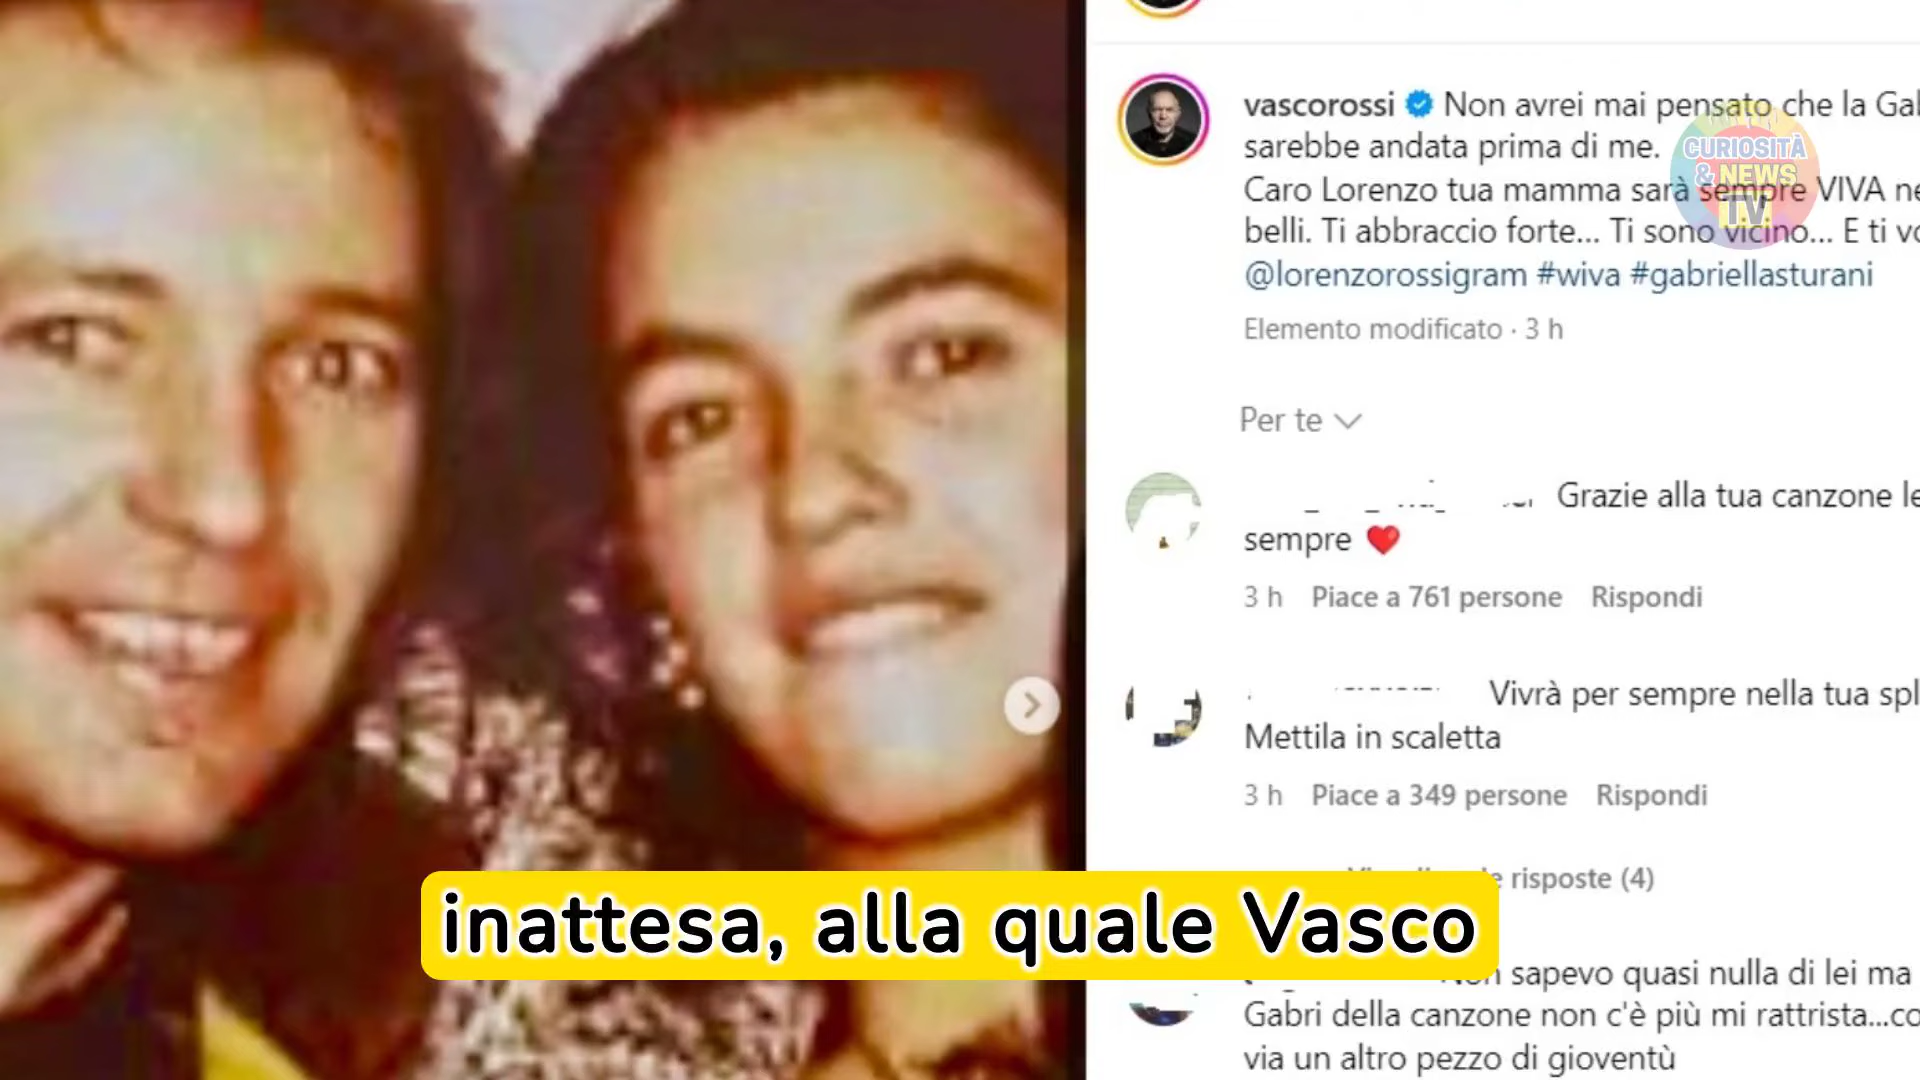 vascorossi Non avrei mai pensato che la Gab
sarebbe andata prima di me.
Caro Lorenzo tua mamma sarà sempre VIVA ne
belli. Ti abbraccio forte... Ti sono vicino... E ti vo
@lorenzorossigram #wiva #gabriellasturani
Elemento modificato · 3 h
CURIOSITÀ
& NEWS
TV
Per te
Grazie alla tua canzone le
sempre ❤️
3 h Piace a 761 persone Rispondi
Vivrà per sempre nella tua spl
Mettila in scaletta
3 h Piace a 349 persone Rispondi
risposte (4)
inattesa, alla quale Vasco
sapevo quasi nulla di lei ma
Gabri della canzone non c'è più mi rattrista...co
via un altro pezzo di gioventù